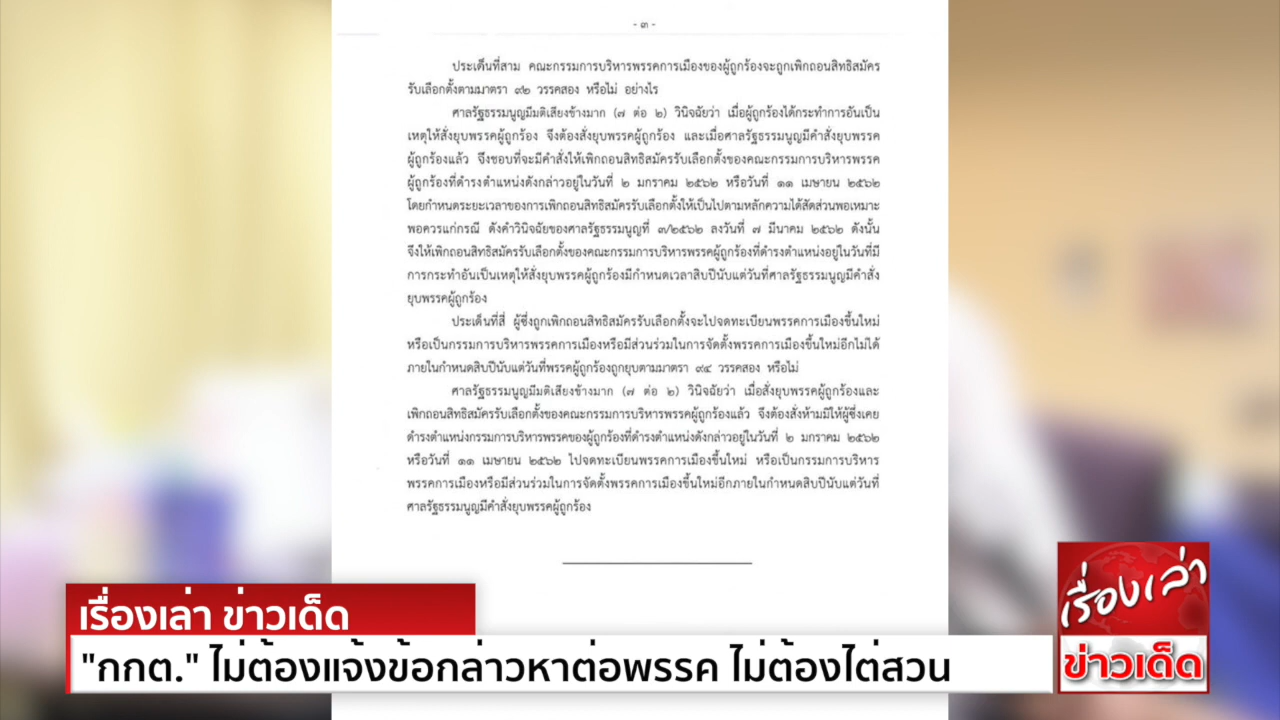 - ๓ -
ประเด็นที่สาม คณะกรรมการบริหารพรรคการเมืองของผู้ถูกร้องจะถูกเพิกถอนสิทธิสมัคร
รับเลือกตั้งตามมาตรา ๙๒ วรรคสอง หรือไม่ อย่างไร
ศาลรัฐธรรมนูญมีมติเสียงข้างมาก (๗ ต่อ ๒) วินิจฉัยว่า เมื่อผู้ถูกร้องได้กระทำการอันเป็น
เหตุให้สั่งยุบพรรคผู้ถูกร้อง จึงต้องสั่งยุบพรรคผู้ถูกร้อง และเมื่อศาลรัฐธรรมนูญมีคำสั่งยุบพรรค
ผู้ถูกร้องแล้ว จึงชอบที่จะมีคำสั่งให้เพิกถอนสิทธิสมัครรับเลือกตั้งของคณะกรรมการบริหารพรรค
ผู้ถูกร้องที่ดำรงตำแหน่งดังกล่าวอยู่ในวันที่ ๒ มกราคม ๒๕๖๒ หรือวันที่ ๑๑ เมษายน ๒๕๖๒
โดยกำหนดระยะเวลาของการเพิกถอนสิทธิสมัครรับเลือกตั้งให้เป็นไปตามหลักความได้สัดส่วนพอเหมาะ
พอควรแก่กรณี ดังคำวินิจฉัยของศาลรัฐธรรมนูญที่ ๓/๒๕๖๒ ลงวันที่ ๗ มีนาคม ๒๕๖๒ ดังนั้น
จึงให้เพิกถอนสิทธิสมัครรับเลือกตั้งของคณะกรรมการบริหารพรรคผู้ถูกร้องที่ดำรงตำแหน่งอยู่ในวันที่มี
การกระทำอันเป็นเหตุให้สั่งยุบพรรคผู้ถูกร้องมีกำหนดเวลาสิบปีนับแต่วันที่ศาลรัฐธรรมนูญมีคำสั่ง
ยุบพรรคผู้ถูกร้อง
ประเด็นที่สี่ ผู้ซึ่งถูกเพิกถอนสิทธิสมัครรับเลือกตั้งจะไปจดทะเบียนพรรคการเมืองขึ้นใหม่
หรือเป็นกรรมการบริหารพรรคการเมืองหรือมีส่วนร่วมในการจัดตั้งพรรคการเมืองขึ้นใหม่อีกไม่ได้
ภายในกำหนดสิบปีนับแต่วันที่พรรคผู้ถูกร้องถูกยุบตามมาตรา ๙๔ วรรคสอง หรือไม่
ศาลรัฐธรรมนูญมีมติเสียงข้างมาก (๗ ต่อ ๒) วินิจฉัยว่า เมื่อสั่งยุบพรรคผู้ถูกร้องและ
เพิกถอนสิทธิสมัครรับเลือกตั้งของคณะกรรมการบริหารพรรคผู้ถูกร้องแล้ว จึงต้องสั่งห้ามมิให้ผู้ซึ่งเคย
ดำรงตำแหน่งกรรมการบริหารพรรคของผู้ถูกร้องที่ดำรงตำแหน่งดังกล่าวอยู่ในวันที่ ๒ มกราคม ๒๕๖๒
หรือวันที่ ๑๑ เมษายน ๒๕๖๒ ไปจดทะเบียนพรรคการเมืองขึ้นใหม่ หรือเป็นกรรมการบริหาร
พรรคการเมืองหรือมีส่วนร่วมในการจัดตั้งพรรคการเมืองขึ้นใหม่อีกภายในกำหนดสิบปีนับแต่วันที่
ศาลรัฐธรรมนูญมีคำสั่งยุบพรรคผู้ถูกร้อง
เรื่องเล่า ข่าวเด็ด
"กกต." ไม่ต้องแจ้งข้อกล่าวหาต่อพรรค ไม่ต้องไต่สวน
เรื่องเล่า
ข่าวเด็ด